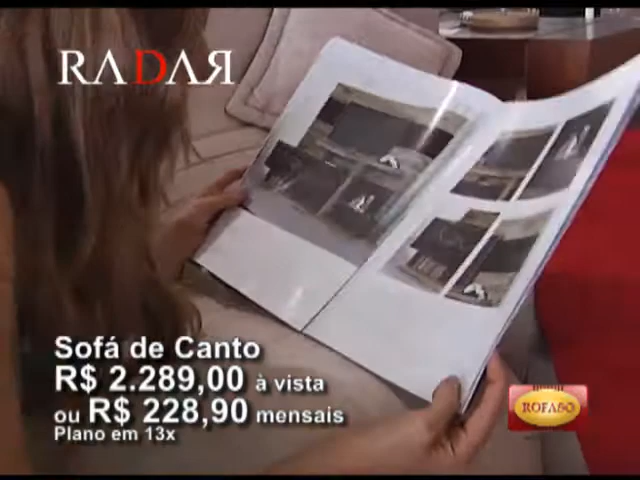 RADAR
Sofá de Canto
R$ 2.289,00 à vista
ou R$ 228,90 mensais
Plano em 13x
ROFASO